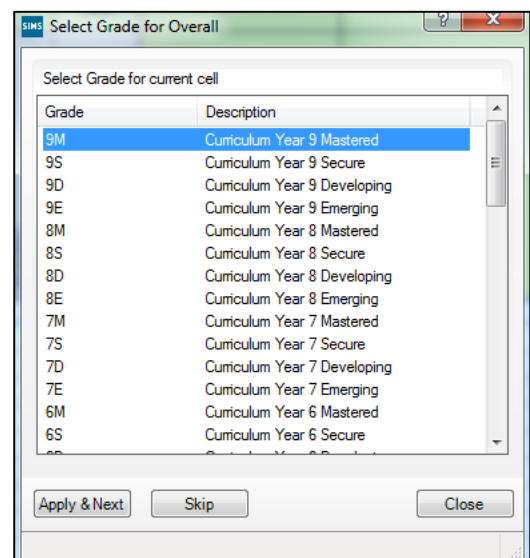 SIMS Select Grade for Overall ? X
Select Grade for current cell
Grade Description
9M Curriculum Year 9 Mastered
9S Curriculum Year 9 Secure
9D Curriculum Year 9 Developing
9E Curriculum Year 9 Emerging
8M Curriculum Year 8 Mastered
8S Curriculum Year 8 Secure
8D Curriculum Year 8 Developing
8E Curriculum Year 8 Emerging
7M Curriculum Year 7 Mastered
7S Curriculum Year 7 Secure
7D Curriculum Year 7 Developing
7E Curriculum Year 7 Emerging
6M Curriculum Year 6 Mastered
6S Curriculum Year 6 Secure
Apply & Next Skip Close